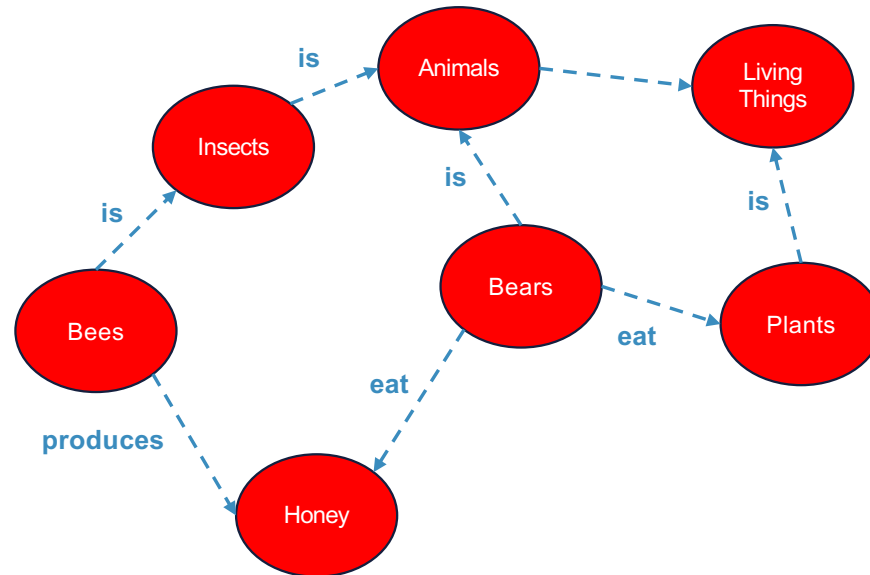 is
Animals
Living
Things
Insects
is
is
is
Bears
Bees
Plants
eat
eat
produces
Honey